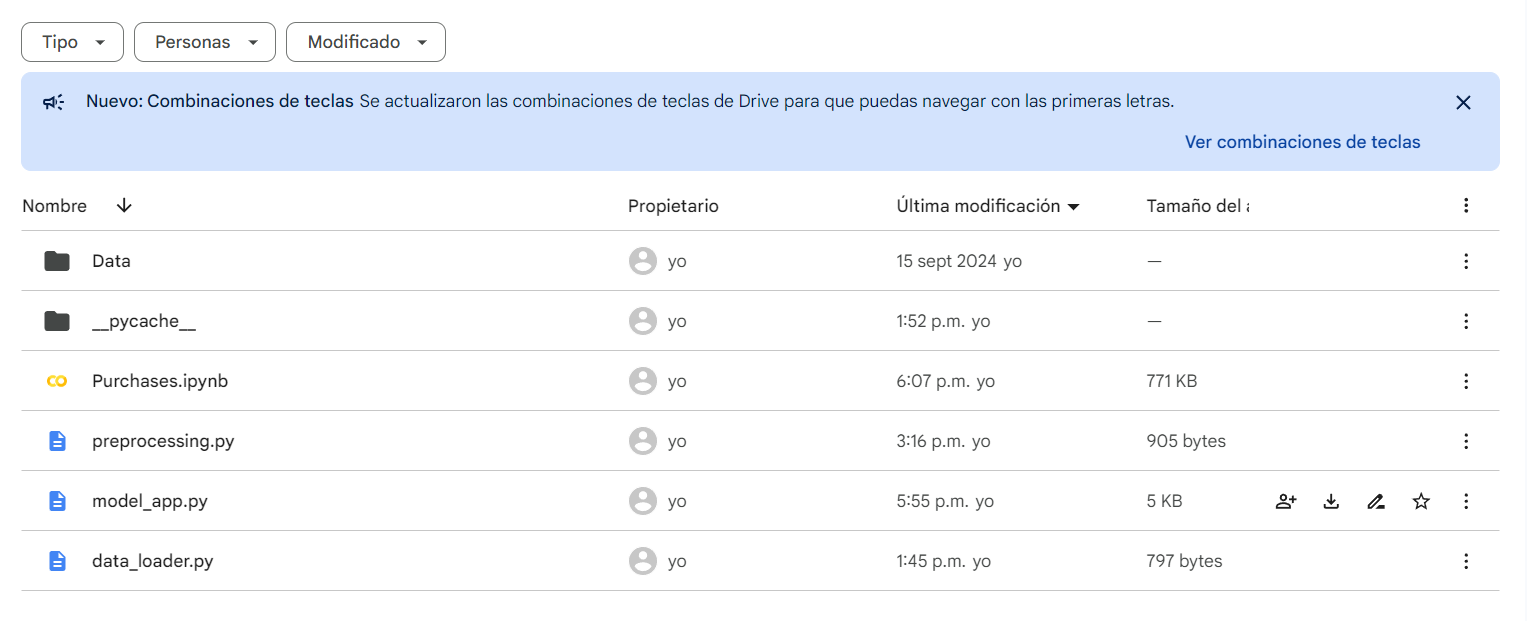 Tipo Personas Modificado
Nuevo: Combinaciones de teclas Se actualizaron las combinaciones de teclas de Drive para que puedas navegar con las primeras letras.
Ver combinaciones de teclas
Nombre Propietario Última modificación Tamaño del
Data yo 15 sept 2024 yo —
__pycache__ yo 1:52 p.m. yo —
Purchases.ipynb yo 6:07 p.m. yo 771 KB
preprocessing.py yo 3:16 p.m. yo 905 bytes
model_app.py yo 5:55 p.m. yo 5 KB
data_loader.py yo 1:45 p.m. yo 797 bytes